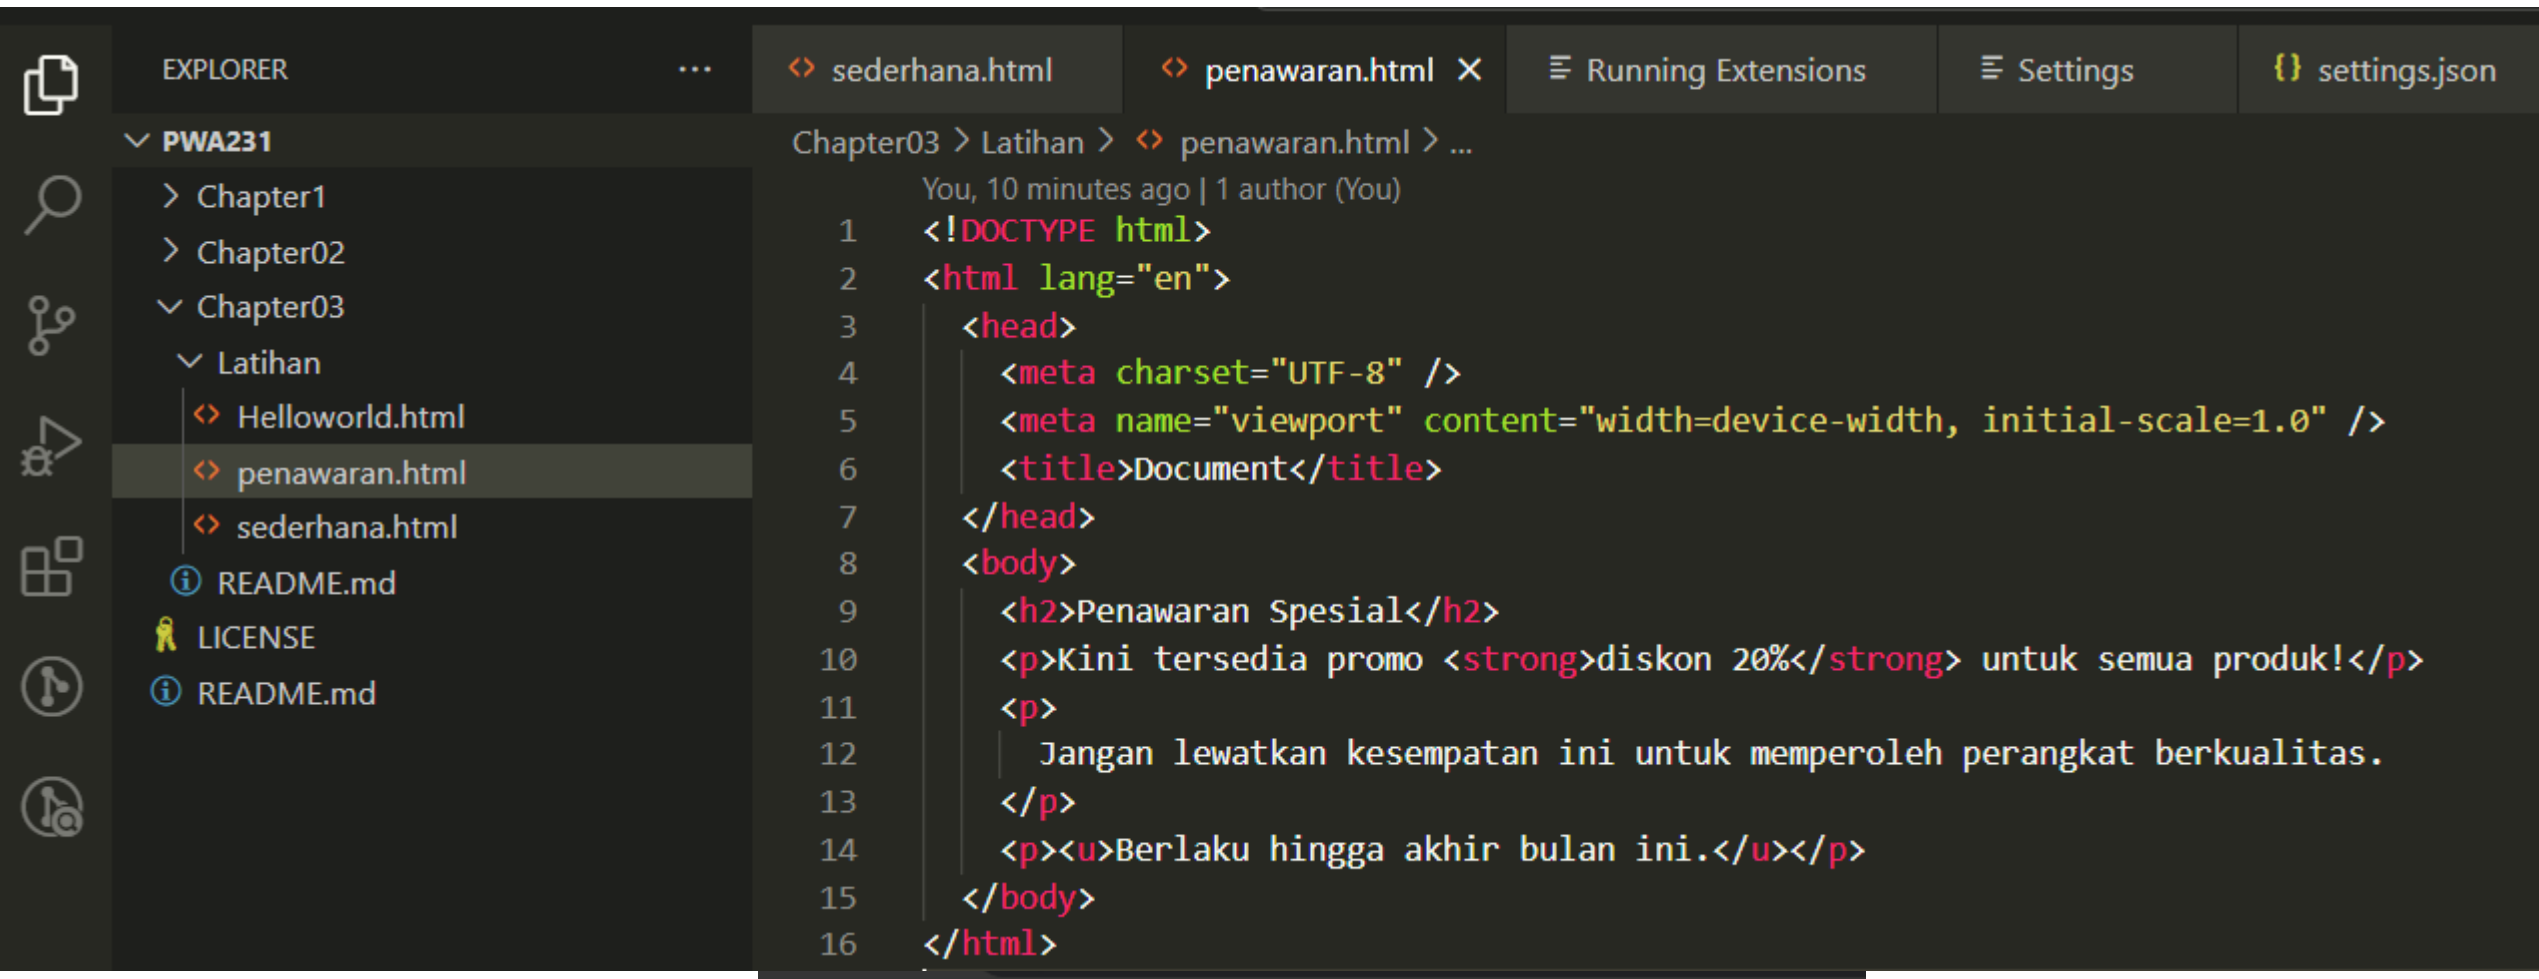 EXPLORER
...
PWA231
Chapter1
Chapter02
Chapter03
Latihan
Helloworld.html
penawaran.html
sederhana.html
README.md
LICENSE
README.md
sederhana.html
penawaran.html
Running Extensions
Settings
{} settings.json
Chapter03 > Latihan > <> penawaran.html > ...
You, 10 minutes ago | 1 author (You)
1 <!DOCTYPE html>
2 <html lang="en">
3 <head>
4 <meta charset="UTF-8" />
5 <meta name="viewport" content="width=device-width, initial-scale=1.0" />
6 <title>Document</title>
7 </head>
8 <body>
9 <h2>Penawaran Spesial</h2>
10 <p>Kini tersedia promo <strong>diskon 20%</strong> untuk semua produk!</p>
11 <p>
12 Jangan lewatkan kesempatan ini untuk memperoleh perangkat berkualitas.
13 </p>
14 <p><u>Berlaku hingga akhir bulan ini.</u></p>
15 </body>
16 </html>